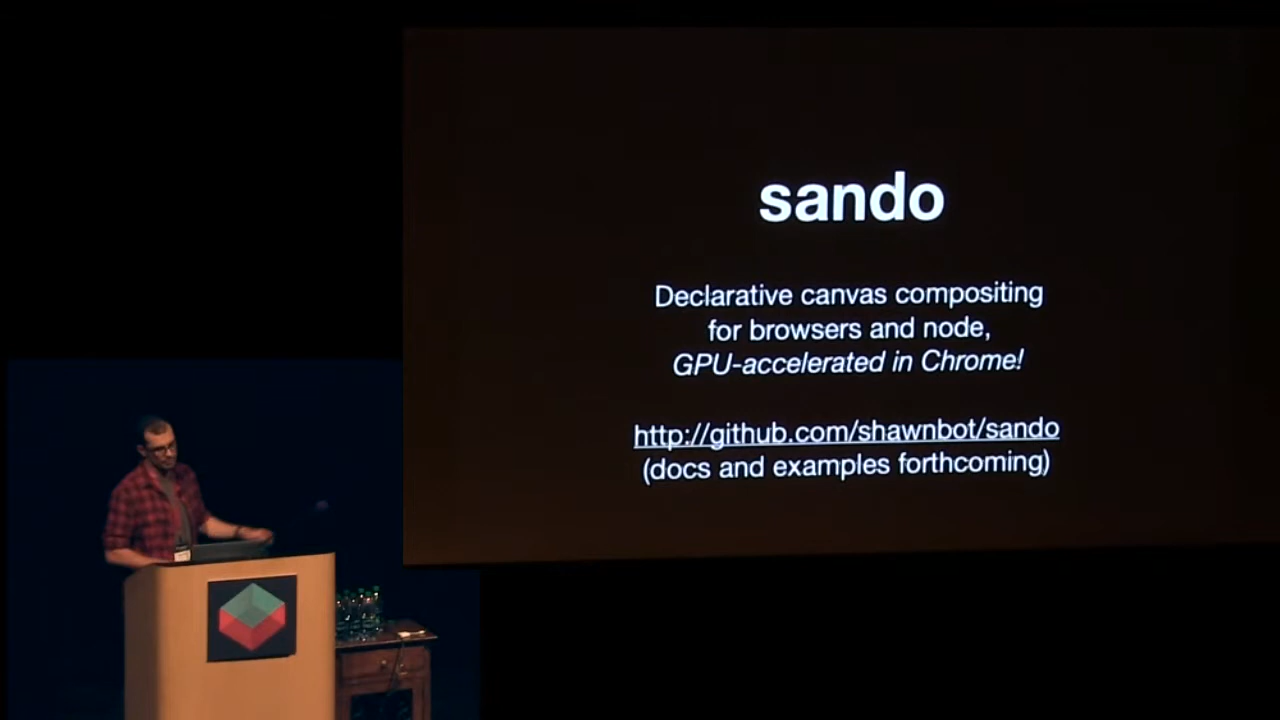 sando
Declarative canvas compositing
for browsers and node,
GPU-accelerated in Chrome!
http://github.com/shawnbot/sando
(docs and examples forthcoming)